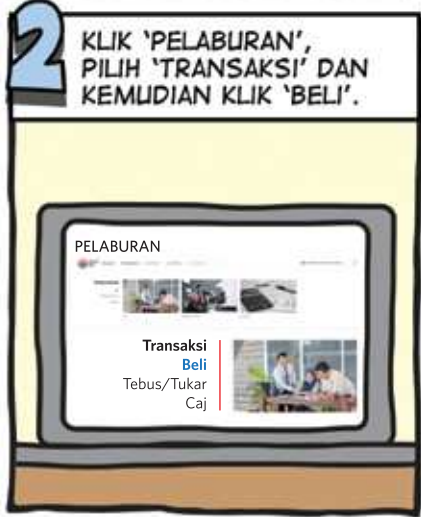 2
KLIK 'PELABURAN',
PILIH 'TRANSAKSI' DAN
KEMUDIAN KLIK 'BELI'.
PELABURAN
Transaksi
Beli
Tebus/Tukar
Caj